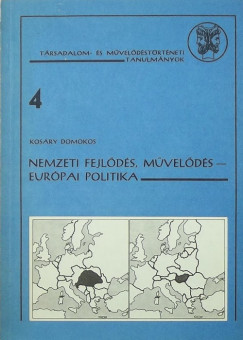 TÁRSADALOM- ÉS MŰVELŐDÉSTÖRTÉNETI
TANULMÁNYOK
4
KOSÁRY DOMOKOS
NEMZETI FEJLŐDÉS, MŰVELŐDÉS —
EURÓPAI POLITIKA